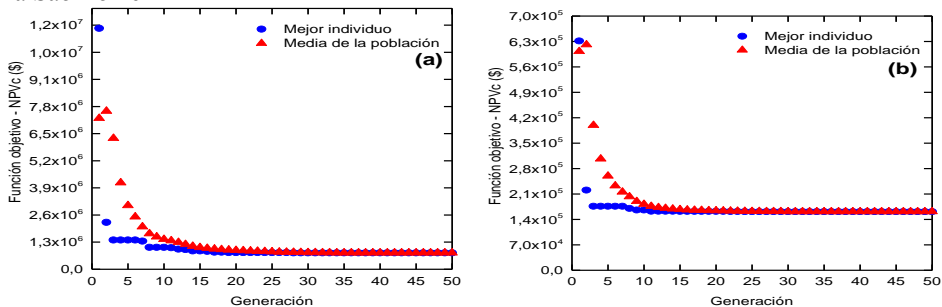 1,2x10⁷
1,0x10⁷
9,1x10⁶
7,8x10⁶
6,5x10⁶
5,2x10⁶
3,9x10⁶
2,6x10⁶
1,3x10⁶
0,0
Función objetivo - NPVc ($)
Mejor individuo
Media de la población
(a)
0 5 10 15 20 25 30 35 40 45 50
Generación
7,0x10⁵
6,3x10⁵
5,6x10⁵
4,9x10⁵
4,2x10⁵
3,5x10⁵
2,8x10⁵
2,1x10⁵
1,4x10⁵
7,0x10⁴
0,0
Función objetivo - NPVc ($)
Mejor individuo
Media de la población
(b)
0 5 10 15 20 25 30 35 40 45 50
Generación